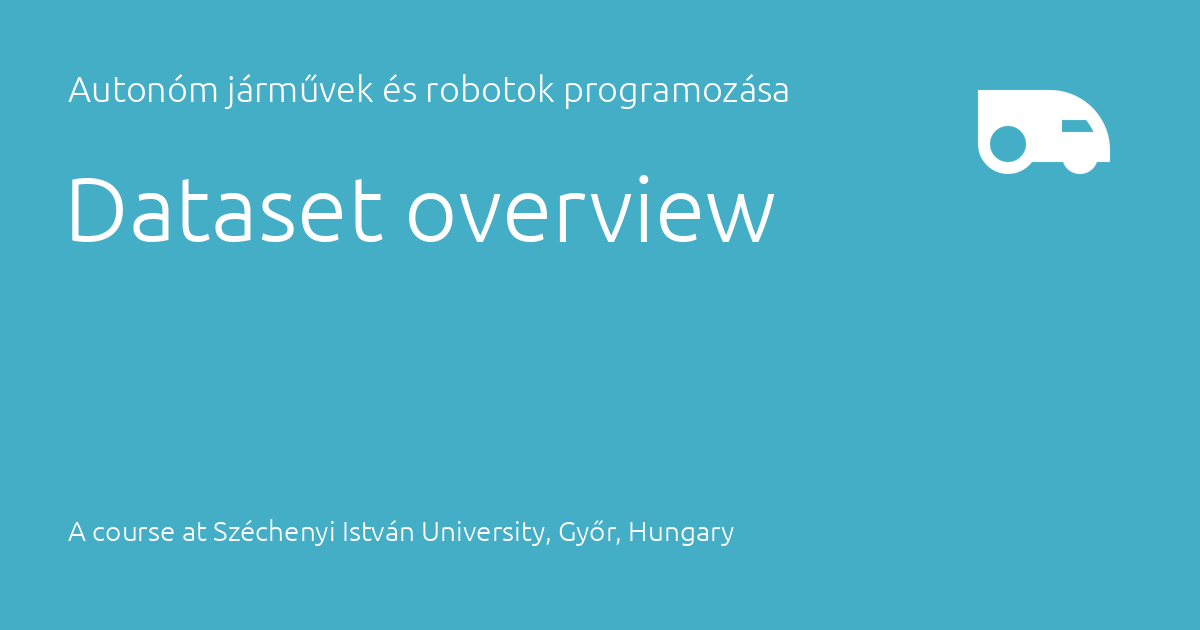 Autonóm járművek és robotok programozása
Dataset overview
A course at Széchenyi István University, Győr, Hungary